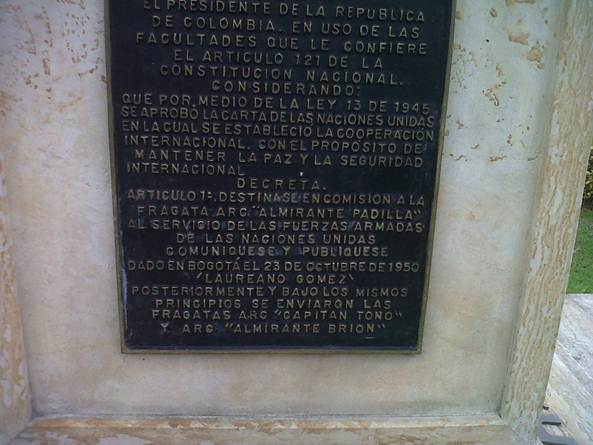 EL PRESIDENTE DE LA REPUBLICA
DE COLOMBIA. EN USO DE LAS
FACULTADES QUE LE CONFIERE
EL ARTICULO 121 DE LA
CONSTITUCION NACIONAL.
CONSIDERANDO:
QUE POR MEDIO DE LA LEY 13 DE 1945
SE APROBO LA CARTA DE LAS NACIONES UNIDAS
EN LA CUAL SE ESTABLECIO LA COOPERACIÓN
INTERNACIONAL. CON EL PROPOSITO DE
MANTENER LA PAZ Y LA SEGURIDAD
INTERNACIONAL
DECRETA.
ARTICULO 1º. DESTINASE EN COMISIÓN A LA
FRAGATA ARC "ALMIRANTE PADILLA"
AL SERVICIO DE LAS FUERZAS ARMADAS
DE LAS NACIONES UNIDAS
COMUNIQUESE Y PUBLIQUESE
DADO EN BOGOTÁ EL 23 DE OCTUBRE DE 1950
"LAUREANO GOMEZ"
POSTERIORMENTE Y BAJO LOS MISMOS
PRINCIPIOS SE ENVIARON LAS
FRAGATAS ARC "CAPITAN TONO"
Y ARC "ALMIRANTE BRION"